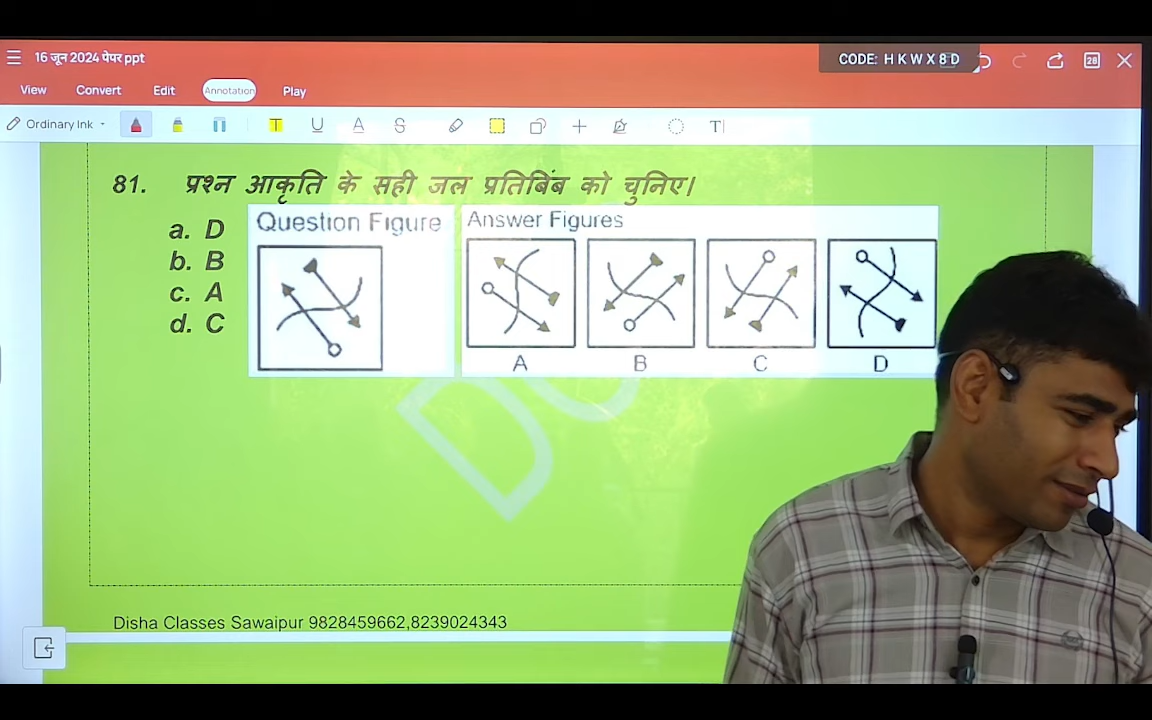 16 जून 2024 पेपर ppt
CODE: H K W X 8 D
28
View Convert Edit Annotation Play
Ordinary Ink
T U A S T
81. प्रश्न आकृति के सही जल प्रतिबिंब को चुनिए।
a. D
b. B
c. A
d. C
Question Figure
Answer Figures
A B C D
Disha Classes Sawaipur 9828459662,8239024343